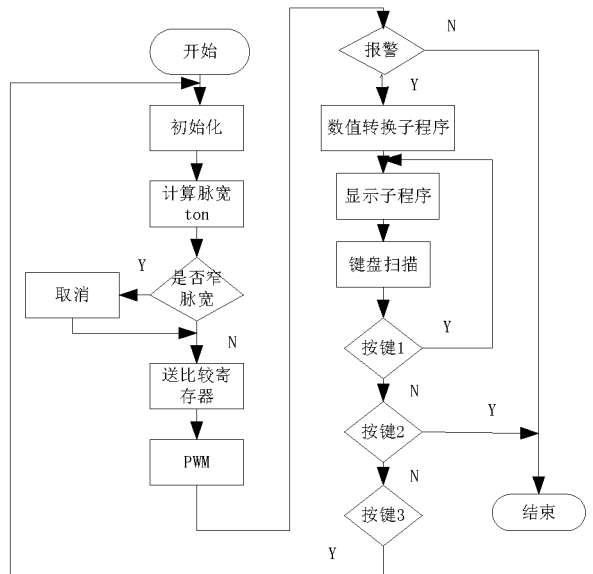 开始
初始化
计算脉宽
ton
Y
是否窄
脉宽
取消
N
送比较寄
存器
PWM
报警
N
Y
数值转换子程序
显示子程序
键盘扫描
按键1
Y
N
按键2
Y
N
按键3
Y
结束